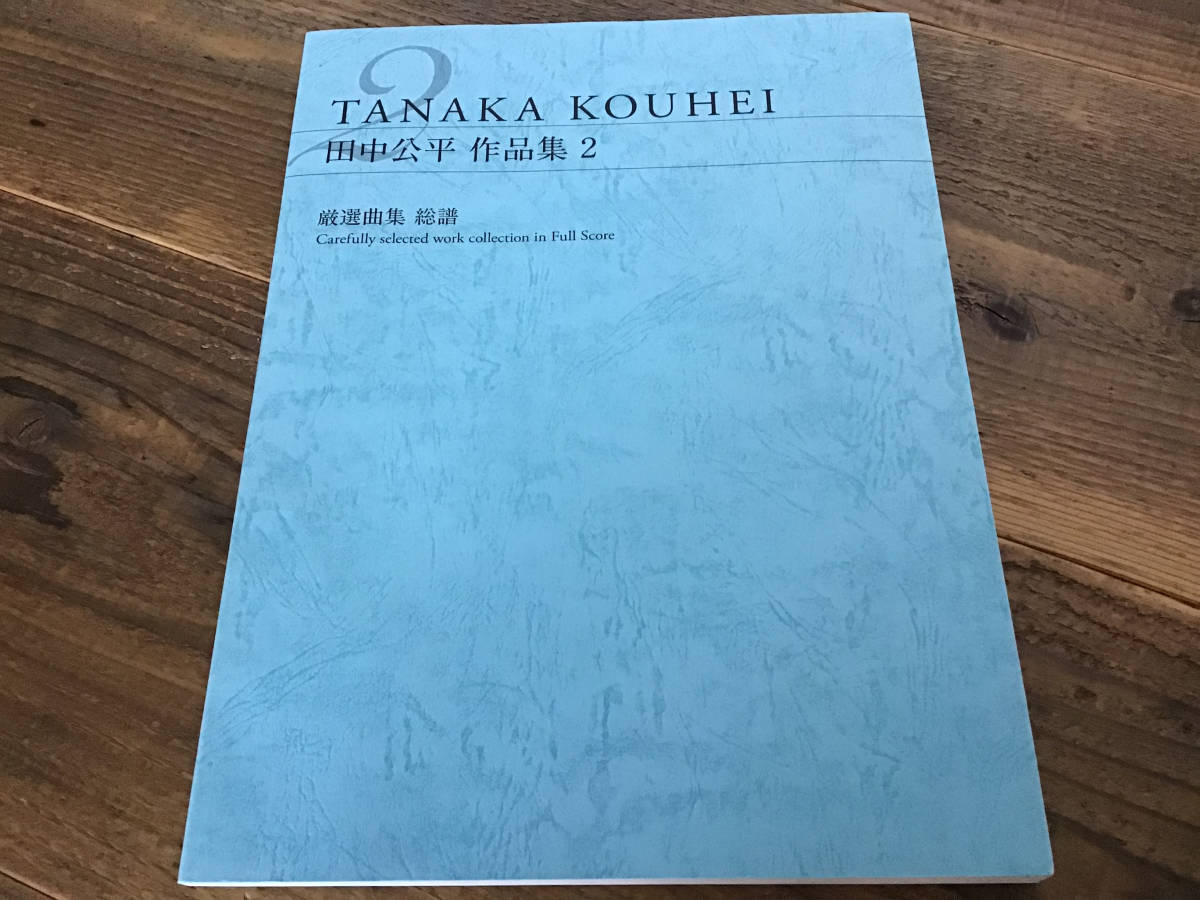 2
TANAKA KOUHEI
田中公平 作品集 2
厳選曲集 総譜
Carefully selected work collection in Full Score